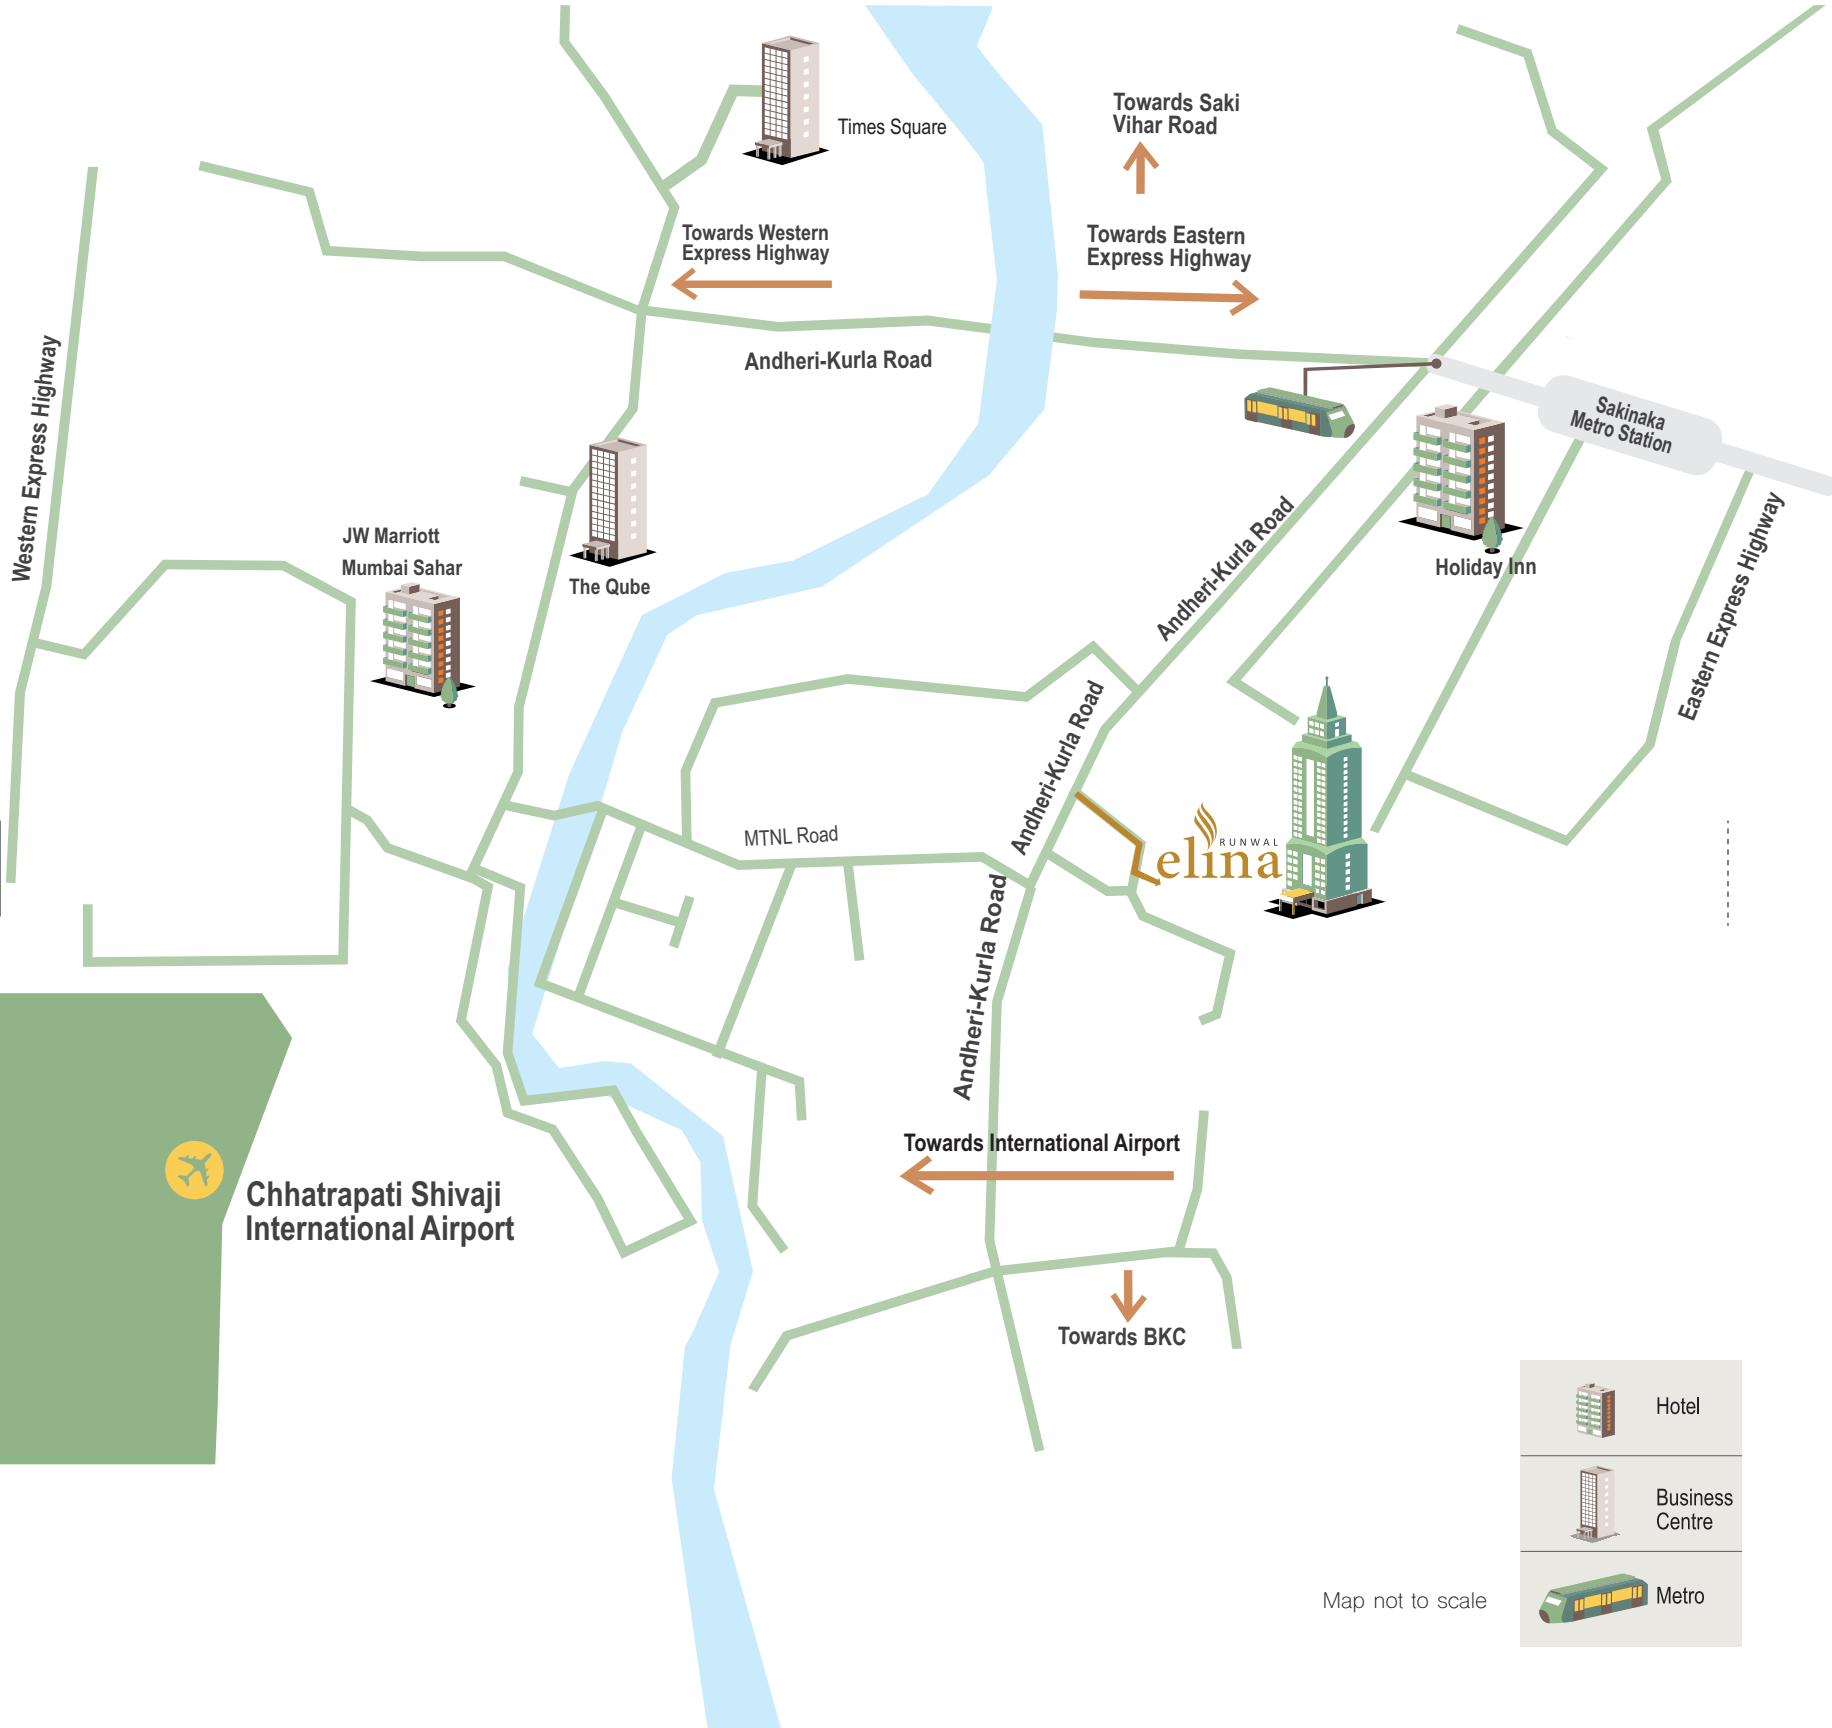 Times Square
Towards Saki
Vihar Road
Towards Western
Express Highway
Towards Eastern
Express Highway
Andheri-Kurla Road
Western Express Highway
Sakinaka
Metro Station
JW Marriott
Mumbai Sahar
The Qube
Andheri-Kurla Road
Holiday Inn
Eastern Express Highway
Andheri-Kurla Road
MTNL Road
RUNWAL
elina
Andheri-Kurla Road
Towards International Airport
Chhatrapati Shivaji
International Airport
Towards BKC
Hotel
Business
Centre
Metro
Map not to scale